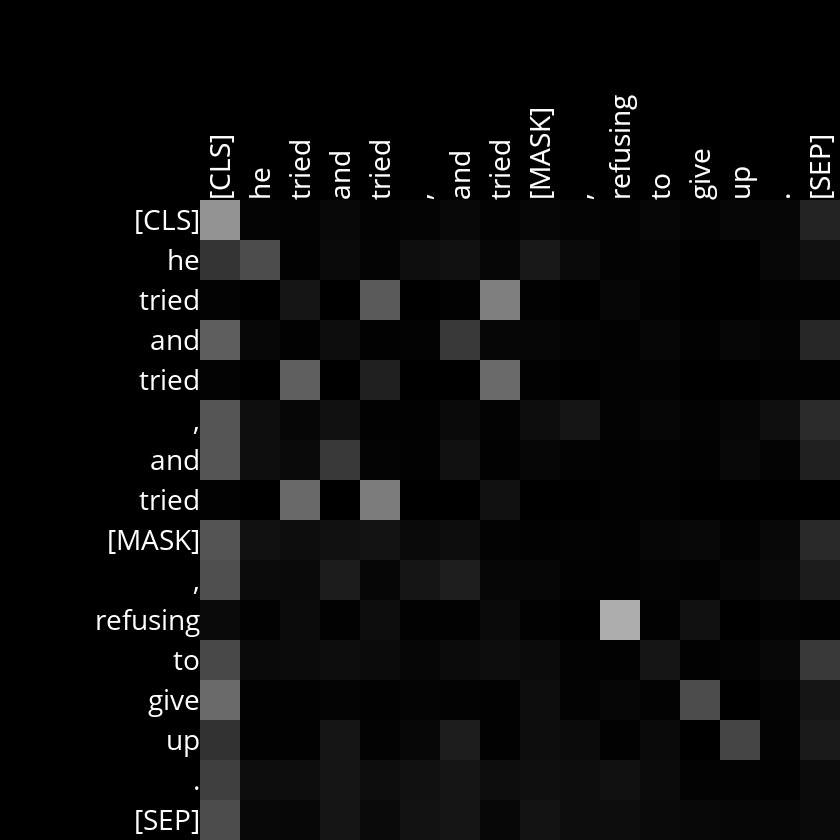 [CLS] he tried and tried , and tried [MASK] , refusing to give up . [SEP]
[CLS]
he
tried
and
tried
,
and
tried
[MASK]
,
refusing
to
give
up
.
[SEP]